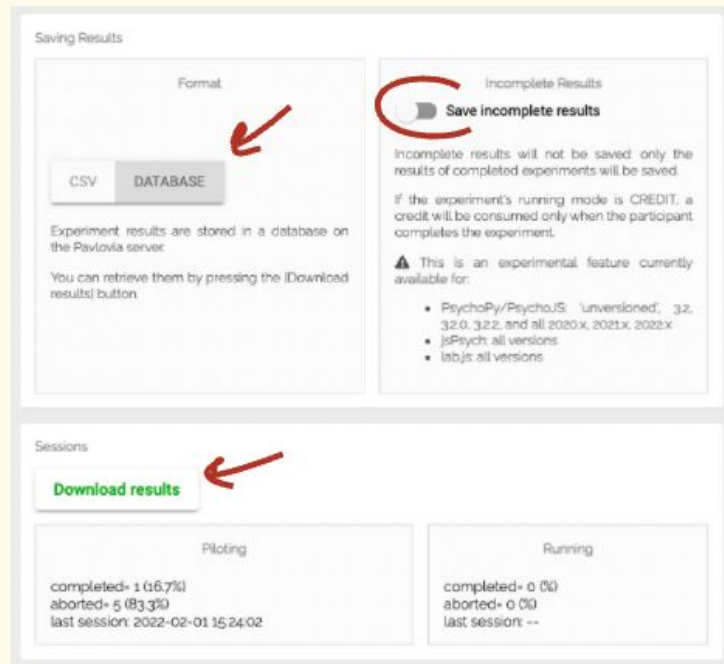 Saving Results
Format
CSV
DATABASE
Experiment results are stored in a database on
the Pavlovia server.
You can retrieve them by pressing the [Download
results] button
Incomplete Results
Save incomplete results
Incomplete results will not be saved: only the
results of completed experiments will be saved.
If the experiment's running mode is CREDIT, a
credit will be consumed only when the participant
completes the experiment.
⚠ This is an experimental feature currently
available for:
• PsychoPy/PsychoJS: 'unversioned', 3.2,
3.2.0, 3.2.2, and all 2020.x, 2021.x, 2022.x
• jsPsych: all versions
• lab.js: all versions
Sessions
Download results
Piloting
completed= 1 (16.7%)
aborted= 5 (83.3%)
last session: 2022-02-01 15:24:02
Running
completed= 0 (%)
aborted= 0 (%)
last session: --